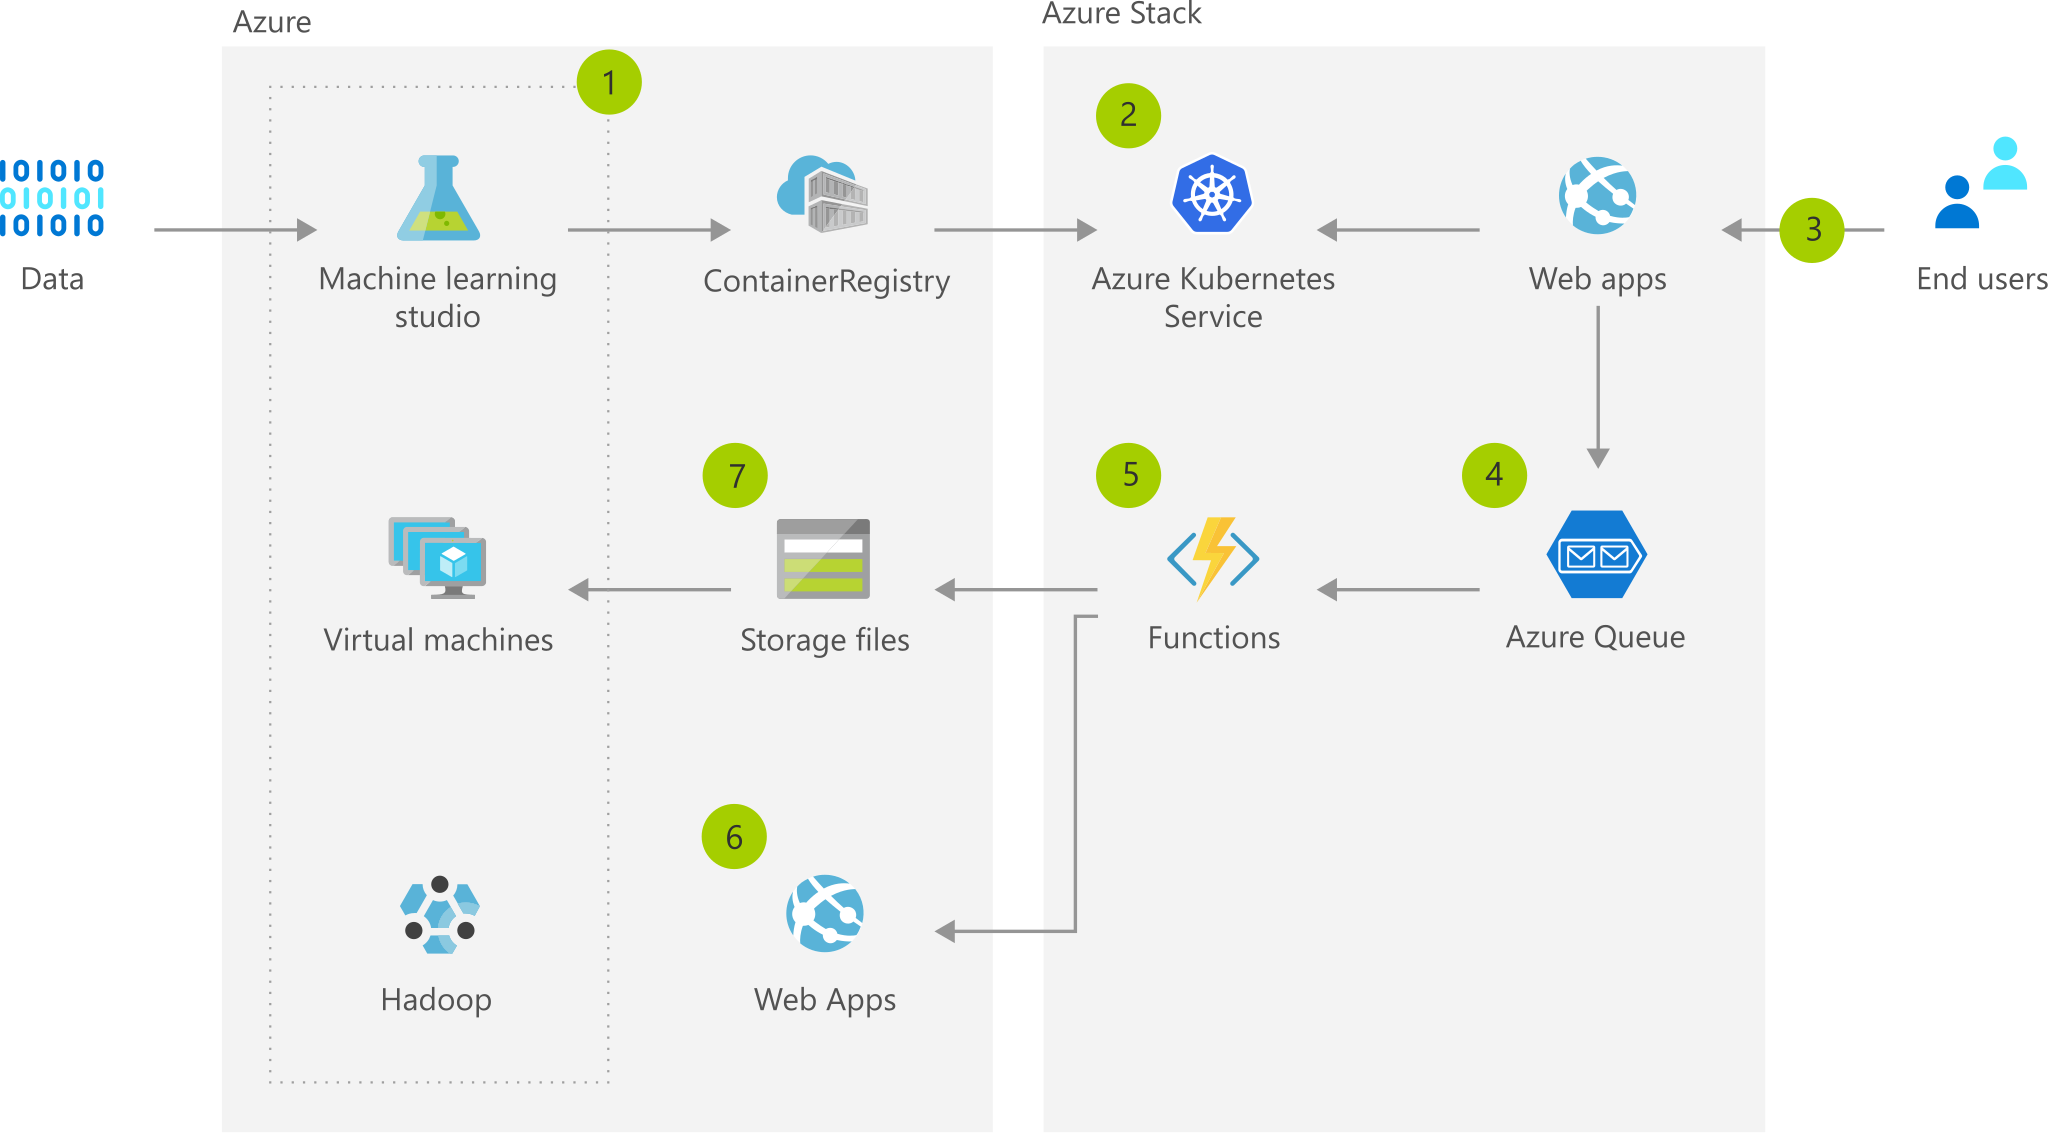 Azure
Azure Stack
1
2
3
101010
010101
101010
Data
Machine learning
studio
ContainerRegistry
Azure Kubernetes
Service
Web apps
End users
7
5
4
Virtual machines
Storage files
Functions
Azure Queue
6
Hadoop
Web Apps